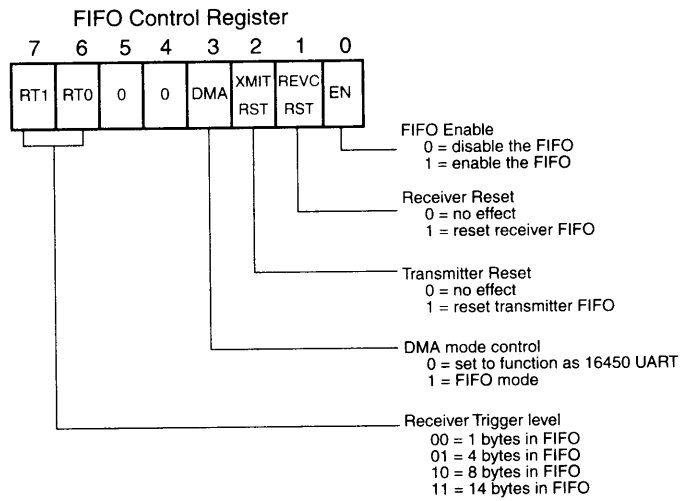 FIFO Control Register
7 6 5 4 3 2 1 0
RT1 RT0 0 0 DMA XMIT RST REVC RST EN
FIFO Enable
0 = disable the FIFO
1 = enable the FIFO
Receiver Reset
0 = no effect
1 = reset receiver FIFO
Transmitter Reset
0 = no effect
1 = reset transmitter FIFO
DMA mode control
0 = set to function as 16450 UART
1 = FIFO mode
Receiver Trigger level
00 = 1 bytes in FIFO
01 = 4 bytes in FIFO
10 = 8 bytes in FIFO
11 = 14 bytes in FIFO